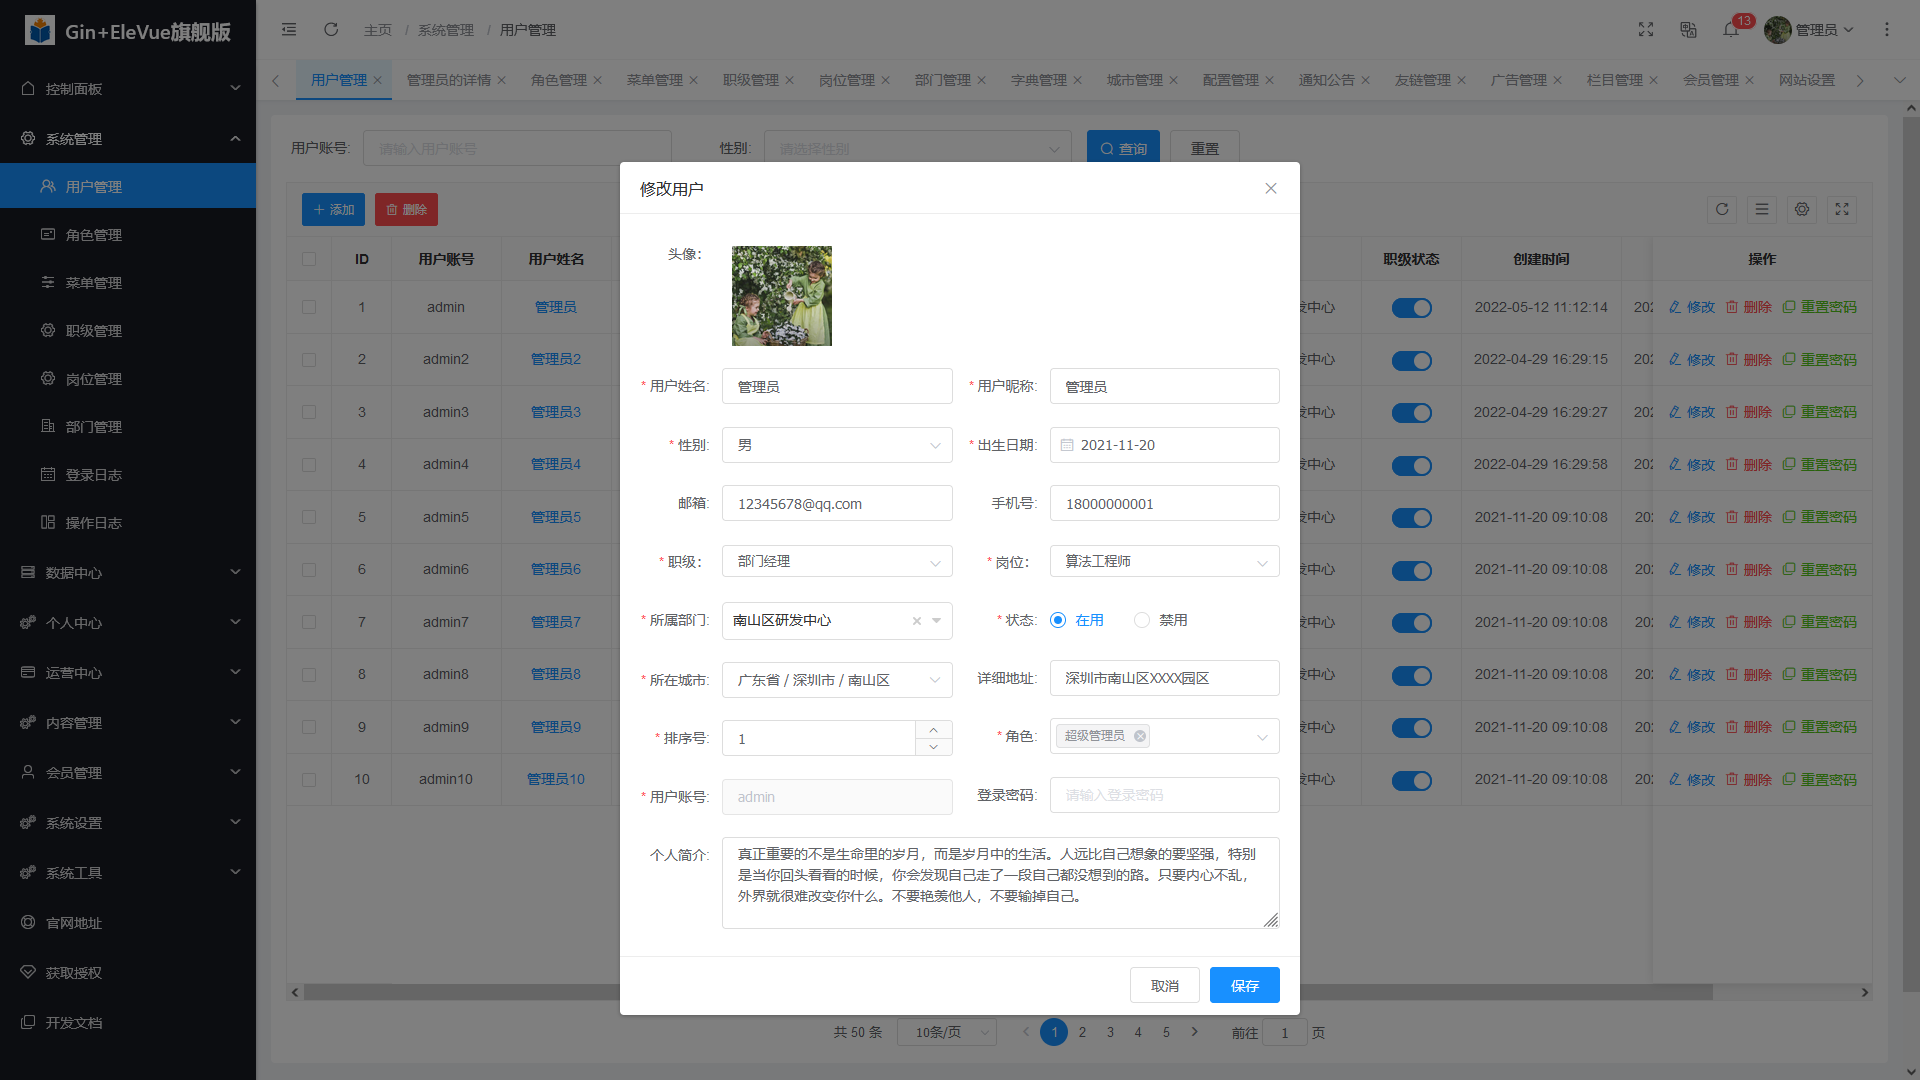 Gin+EleVue旗舰版
主页 / 系统管理 / 用户管理
13
管理员
控制面板
系统管理
用户管理
角色管理
菜单管理
职级管理
岗位管理
部门管理
登录日志
操作日志
数据中心
个人中心
运营中心
内容管理
会员管理
系统设置
系统工具
官网地址
获取授权
开发文档
用户管理 管理员的详情 角色管理 菜单管理 职级管理 岗位管理 部门管理 字典管理 城市管理 配置管理 通知公告 友链管理 广告管理 栏目管理 会员管理 网站设置
用户账号: 请输入用户账号 性别: 请选择性别 查询 重置
添加 删除
ID 用户账号 用户姓名 职级状态 创建时间 操作
1 admin 管理员 发中心 2022-05-12 11:12:14 202 修改 删除 重置密码
2 admin2 管理员2 发中心 2022-04-29 16:29:15 202 修改 删除 重置密码
3 admin3 管理员3 发中心 2022-04-29 16:29:27 202 修改 删除 重置密码
4 admin4 管理员4 发中心 2022-04-29 16:29:58 202 修改 删除 重置密码
5 admin5 管理员5 发中心 2021-11-20 09:10:08 202 修改 删除 重置密码
6 admin6 管理员6 发中心 2021-11-20 09:10:08 202 修改 删除 重置密码
7 admin7 管理员7 发中心 2021-11-20 09:10:08 202 修改 删除 重置密码
8 admin8 管理员8 发中心 2021-11-20 09:10:08 202 修改 删除 重置密码
9 admin9 管理员9 发中心 2021-11-20 09:10:08 202 修改 删除 重置密码
10 admin10 管理员10 发中心 2021-11-20 09:10:08 202 修改 删除 重置密码
共 50 条 10条/页 1 2 3 4 5 前往 1 页
修改用户
头像:
* 用户姓名: 管理员 * 用户昵称: 管理员
* 性别: 男 * 出生日期: 2021-11-20
邮箱: 12345678@qq.com 手机号: 18000000001
* 职级: 部门经理 * 岗位: 算法工程师
* 所属部门: 南山区研发中心 * 状态: 在用 禁用
* 所在城市: 广东省 / 深圳市 / 南山区 详细地址: 深圳市南山区XXXX园区
* 排序号: 1 * 角色: 超级管理员
* 用户账号: admin 登录密码: 请输入登录密码
个人简介: 真正重要的不是生命里的岁月，而是岁月中的生活。人远比自己想象的要坚强，特别
是当你回头看看的时候，你会发现自己走了一段自己都没想到的路。只要内心不乱，
外界就很难改变你什么。不要艳羡他人，不要输掉自己。
取消 保存